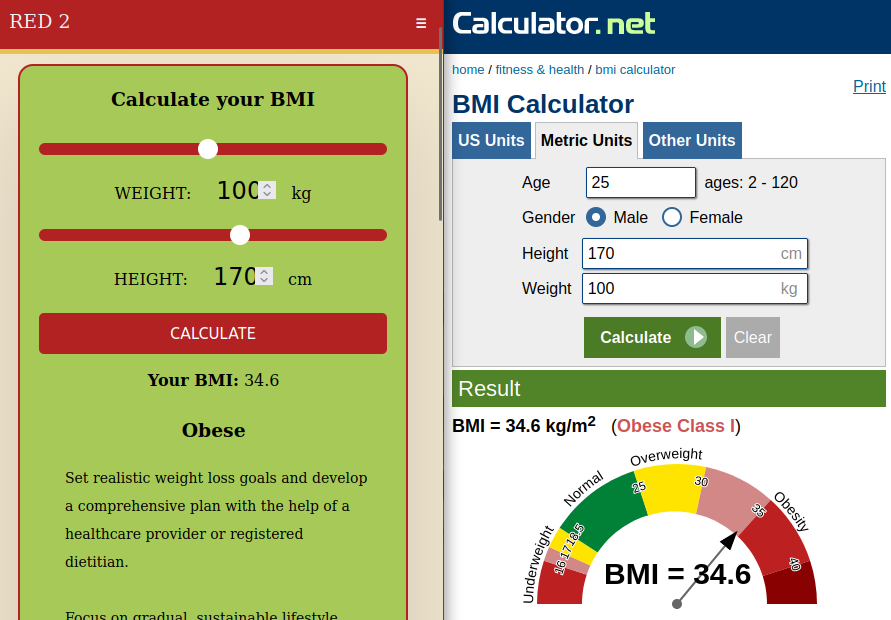 RED 2
≡
Calculate your BMI
WEIGHT: 100 kg
HEIGHT: 170 cm
CALCULATE
Your BMI: 34.6
Obese
Set realistic weight loss goals and develop
a comprehensive plan with the help of a
healthcare provider or registered
dietitian.
Focus on gradual, sustainable lifestyle
Calculator.net
home / fitness & health / bmi calculator
Print
BMI Calculator
US Units Metric Units Other Units
Age 25 ages: 2 - 120
Gender Male Female
Height 170 cm
Weight 100 kg
Calculate Clear
Result
BMI = 34.6 kg/m² (Obese Class I)
Underweight
Normal
Overweight
Obesity
16
17
18.5
25
30
35
40
BMI = 34.6